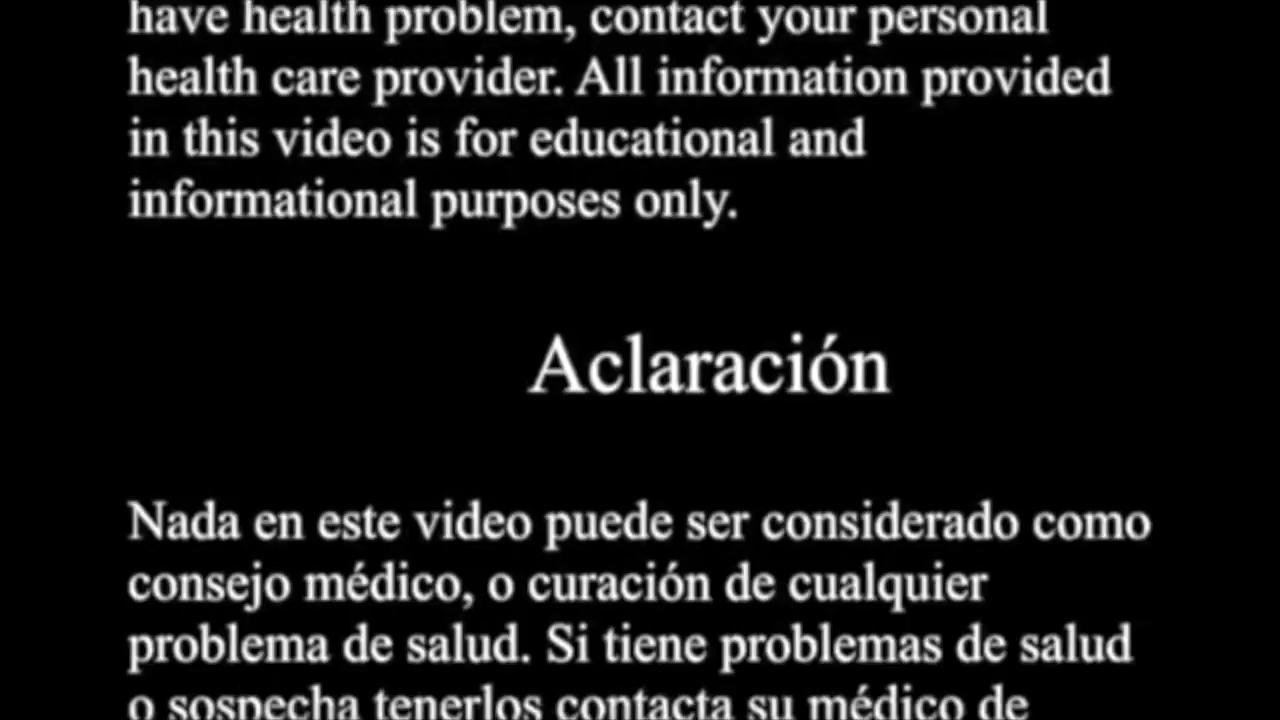 have health problem, contact your personal
health care provider. All information provided
in this video is for educational and
informational purposes only.
Aclaración
Nada en este video puede ser considerado como
consejo médico, o curación de cualquier
problema de salud. Si tiene problemas de salud
o sospecha tenerlos contacta su médico de